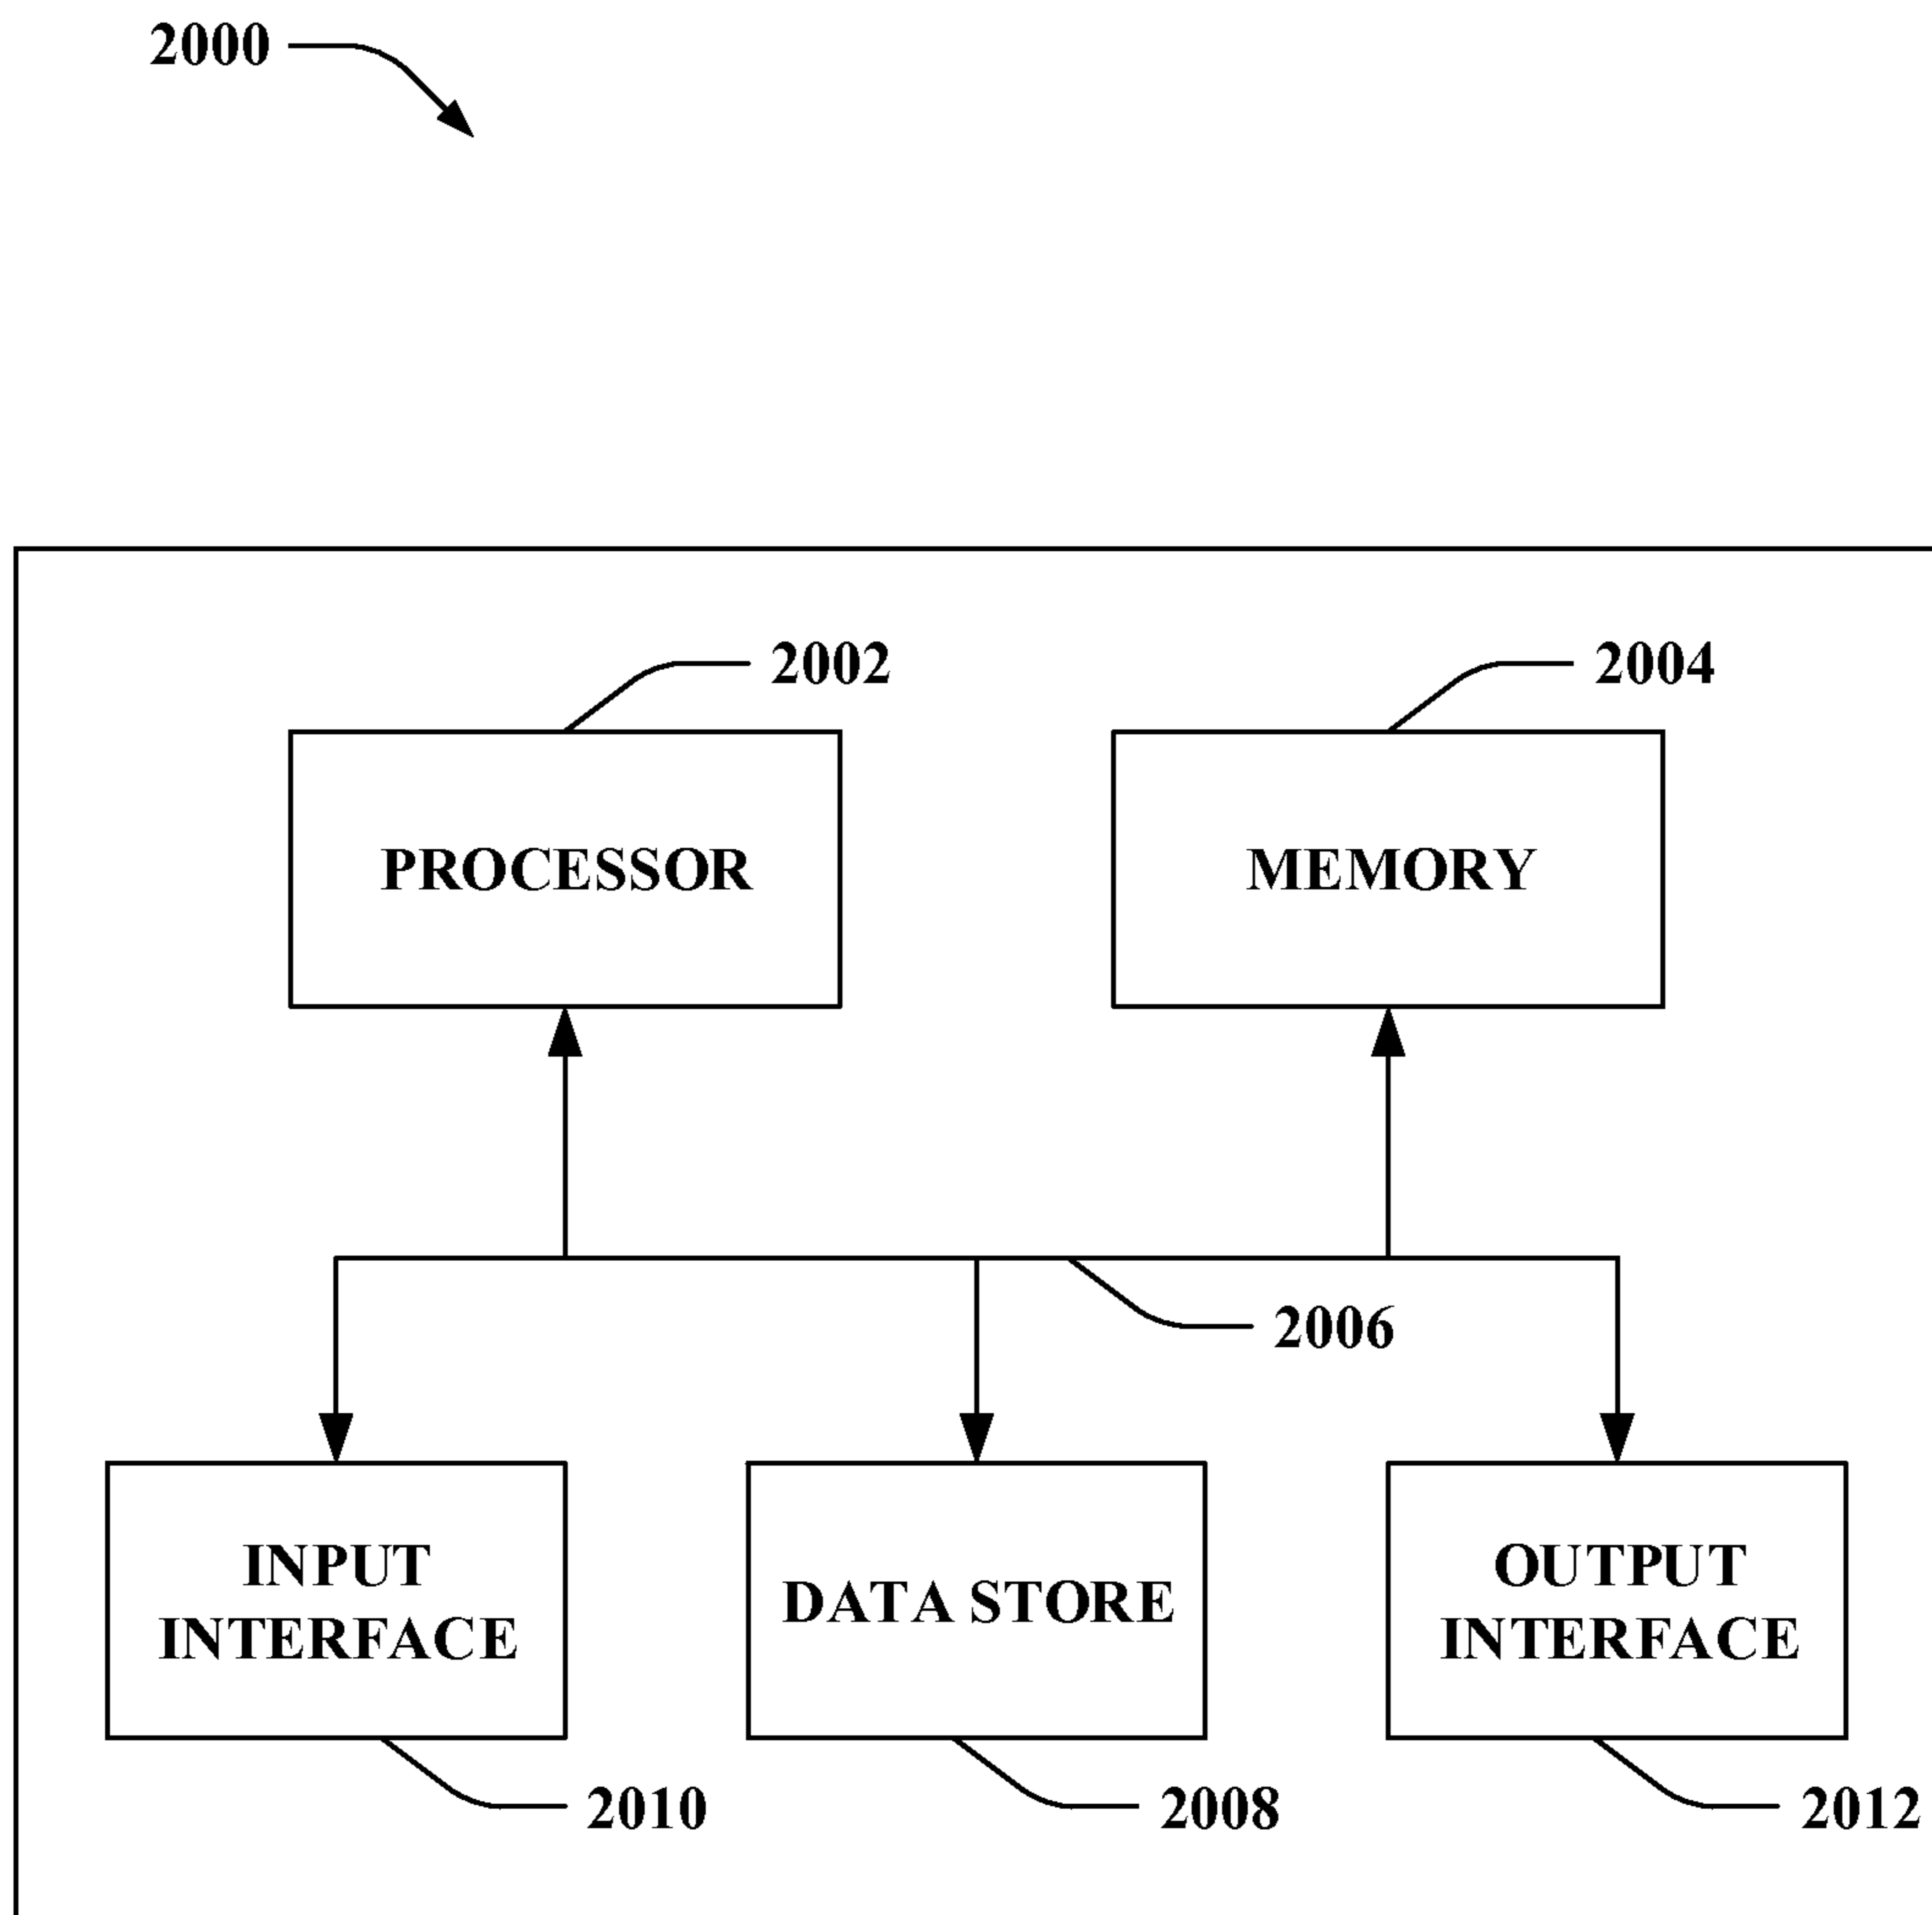 2000
2002
2004
PROCESSOR
MEMORY
2006
INPUT
INTERFACE
DATA STORE
OUTPUT
INTERFACE
2010
2008
2012